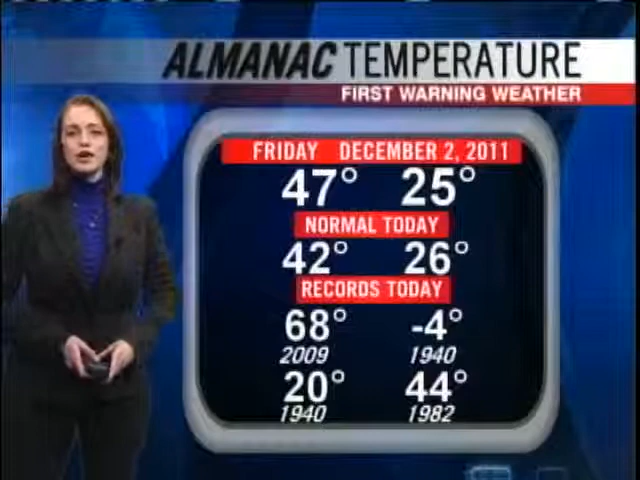 ALMANAC TEMPERATURE
FIRST WARNING WEATHER
FRIDAY DECEMBER 2, 2011
47° 25°
NORMAL TODAY
42° 26°
RECORDS TODAY
68° -4°
2009 1940
20° 44°
1940 1982